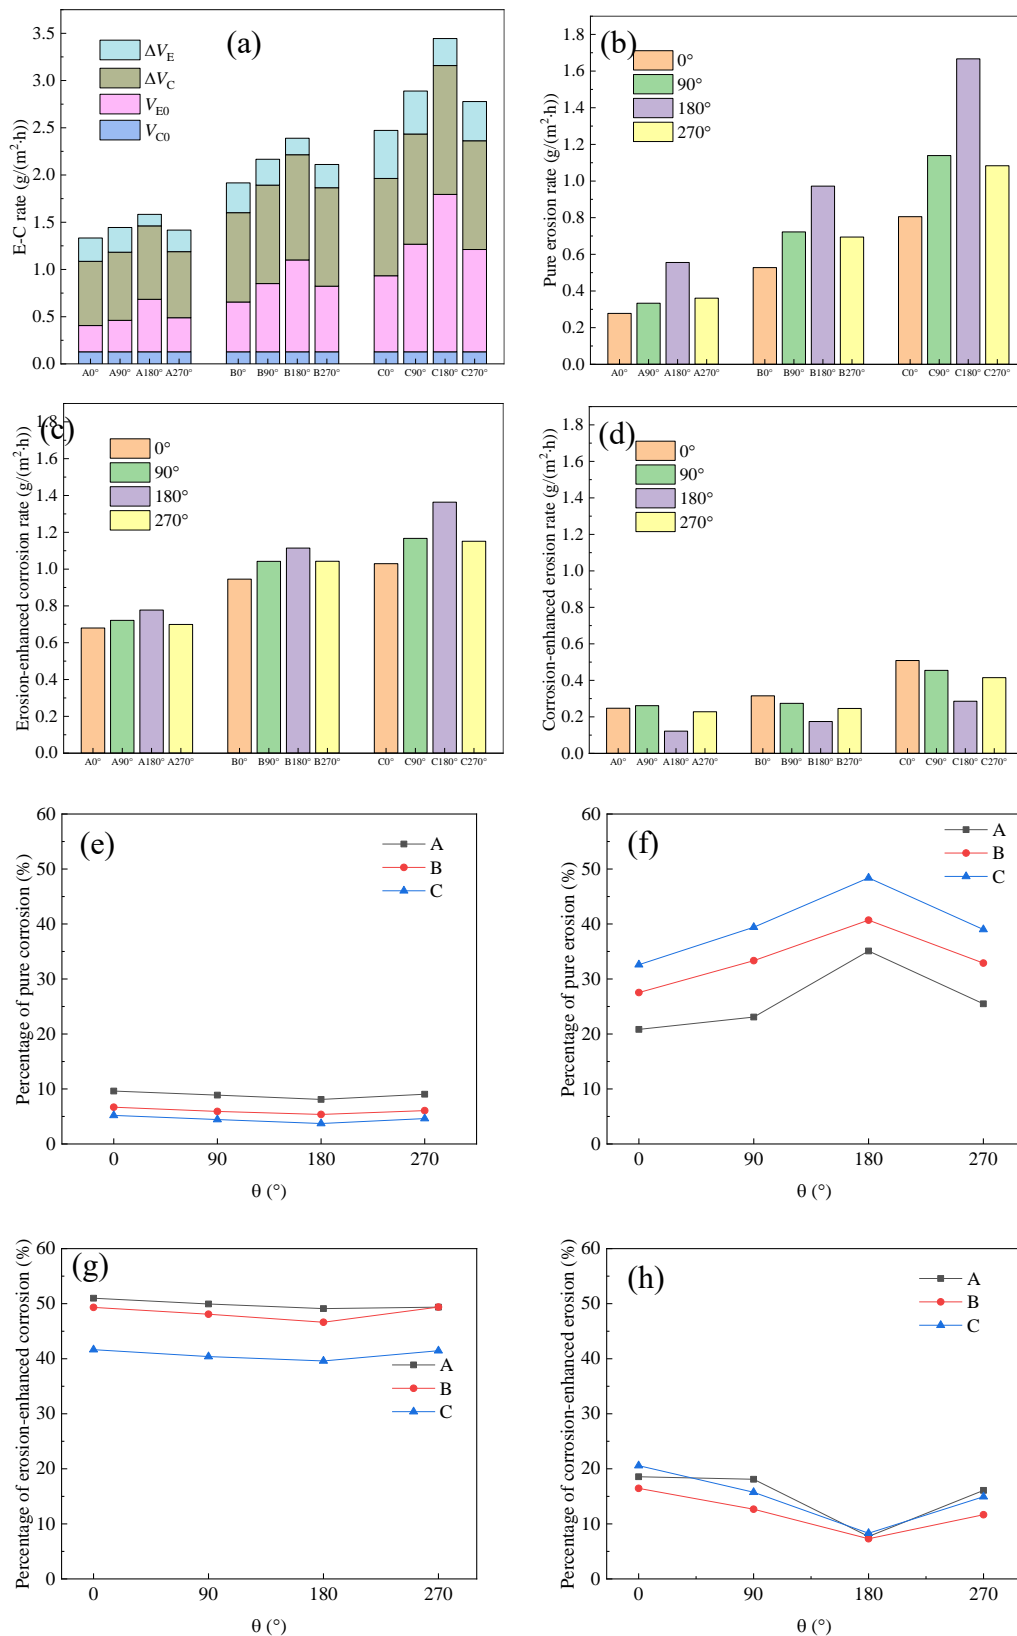 (a)
ΔV_E
ΔV_C
V_E0
V_C0
E-C rate (g/(m²·h))
3.5
3.0
2.5
2.0
1.5
1.0
0.5
0.0
A0° A90° A180° A270° B0° B90° B180° B270° C0° C90° C180° C270°
(b)
0°
90°
180°
270°
Pure erosion rate (g/(m²·h))
1.8
1.6
1.4
1.2
1.0
0.8
0.6
0.4
0.2
0.0
A0° A90° A180° A270° B0° B90° B180° B270° C0° C90° C180° C270°
(c)
0°
90°
180°
270°
Erosion-enhanced corrosion rate (g/(m²·h))
1.8
1.6
1.4
1.2
1.0
0.8
0.6
0.4
0.2
0.0
A0° A90° A180° A270° B0° B90° B180° B270° C0° C90° C180° C270°
(d)
0°
90°
180°
270°
Corrosion-enhanced erosion rate (g/(m²·h))
1.8
1.6
1.4
1.2
1.0
0.8
0.6
0.4
0.2
0.0
A0° A90° A180° A270° B0° B90° B180° B270° C0° C90° C180° C270°
(e)
A
B
C
Percentage of pure corrosion (%)
60
50
40
30
20
10
0
0 90 180 270
θ (°)
(f)
A
B
C
Percentage of pure erosion (%)
60
50
40
30
20
10
0
0 90 180 270
θ (°)
(g)
A
B
C
Percentage of erosion-enhanced corrosion (%)
60
50
40
30
20
10
0
0 90 180 270
θ (°)
(h)
A
B
C
Percentage of corrosion-enhanced erosion (%)
60
50
40
30
20
10
0
0 90 180 270
θ (°)